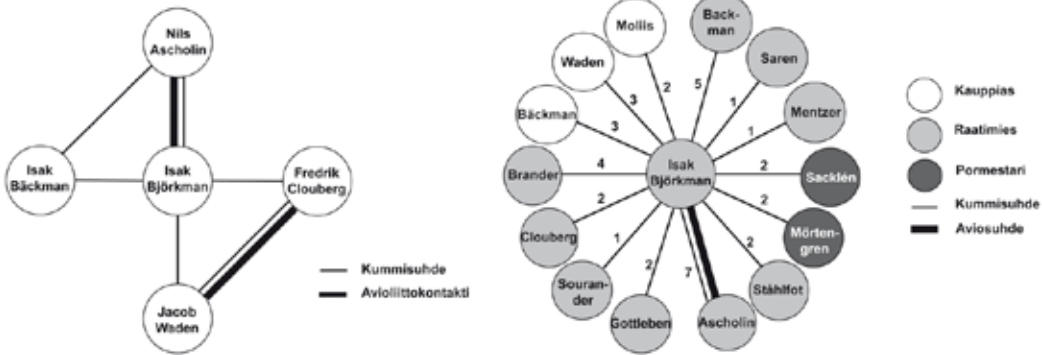 Nils
Ascholin
Isak
Bäckman
Isak
Björkman
Fredrik
Clouberg
Jacob
Waden
Kummisuhde
Avioliittokontakti
Mollis
Back-
man
Waden
Saren
Bäckman
Mentzer
Brander
Isak
Björkman
Sacklén
Clouberg
Mörten-
gren
Souran-
der
Ståhlfot
Gottleben
Ascholin
2
5
3
1
3
1
4
2
2
2
1
2
2
7
Kauppias
Raatimies
Pormestari
Kummisuhde
Aviosuhde